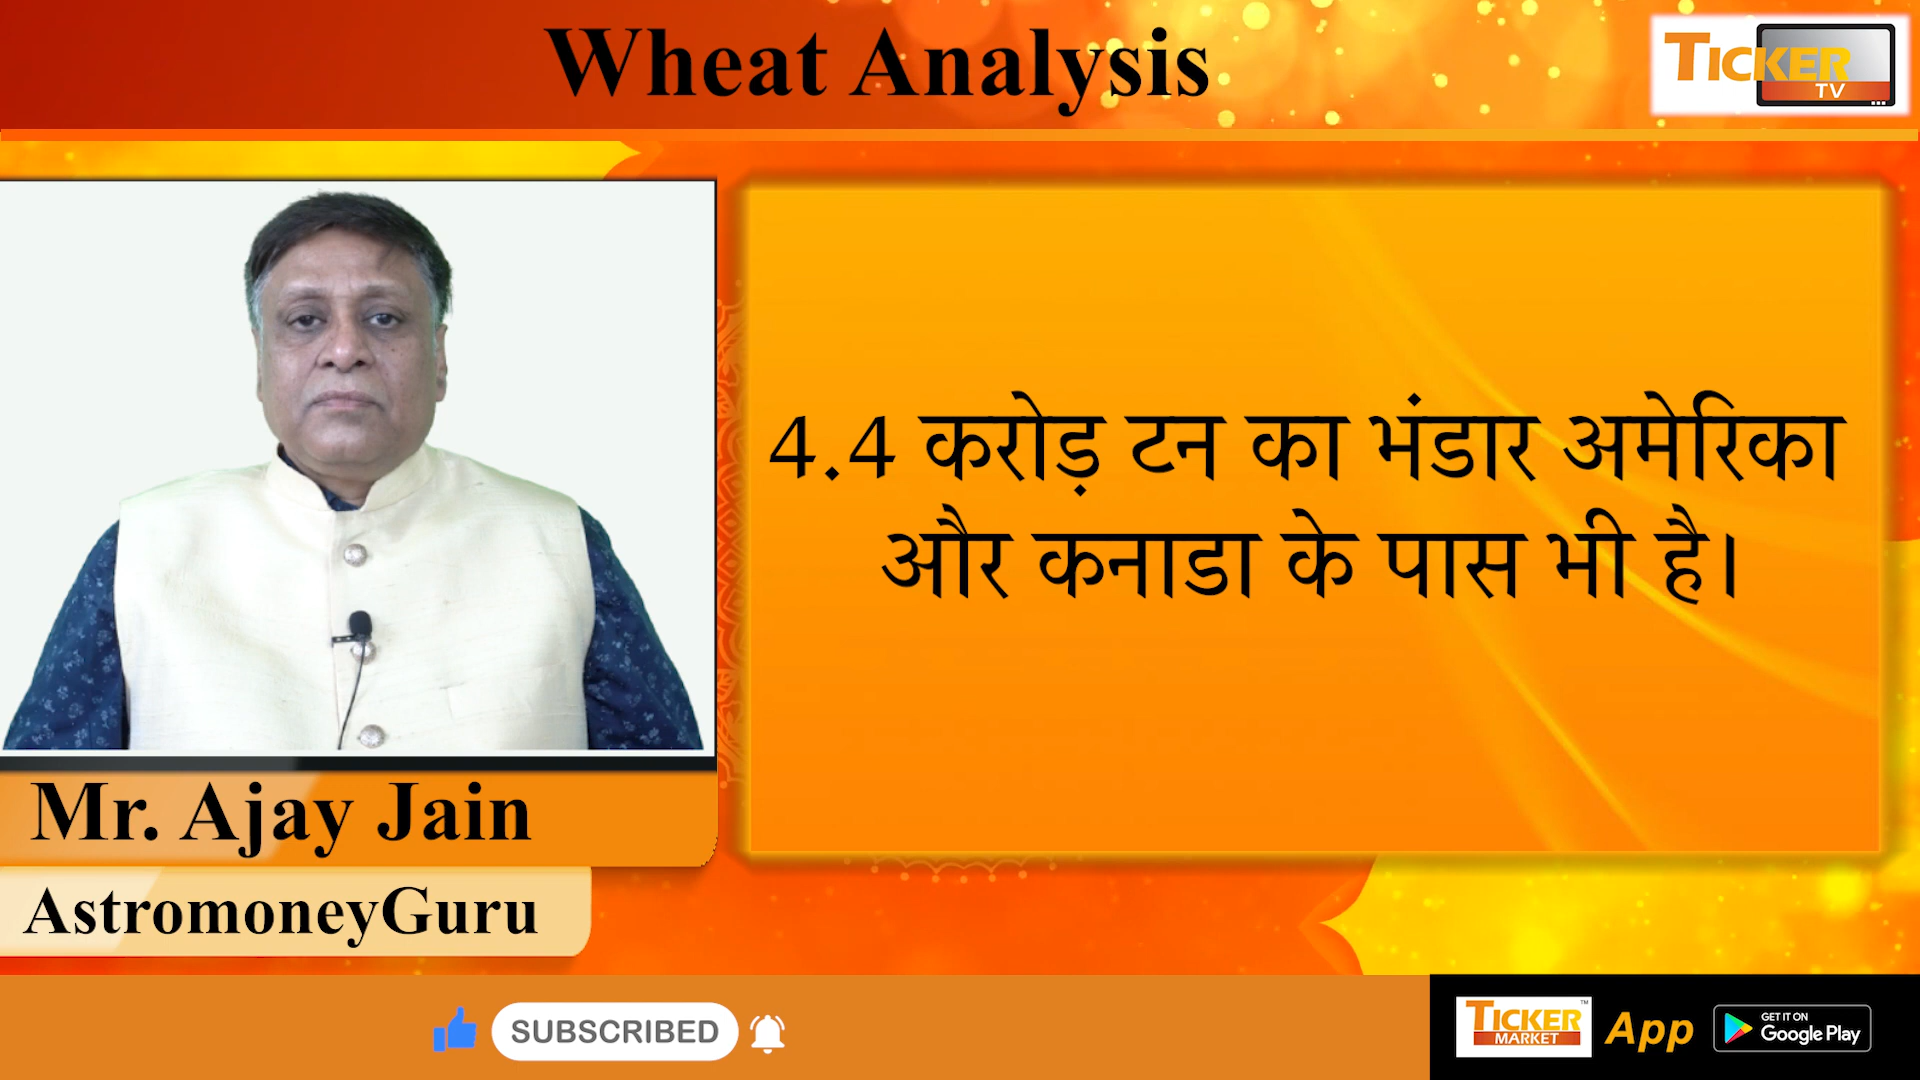 Wheat Analysis
TICKER
TV
4.4 करोड़ टन का भंडार अमेरिका
और कनाडा के पास भी है।
Mr. Ajay Jain
AstromoneyGuru
SUBSCRIBED
TICKER
MARKET
TM
App
GET IT ON
Google Play